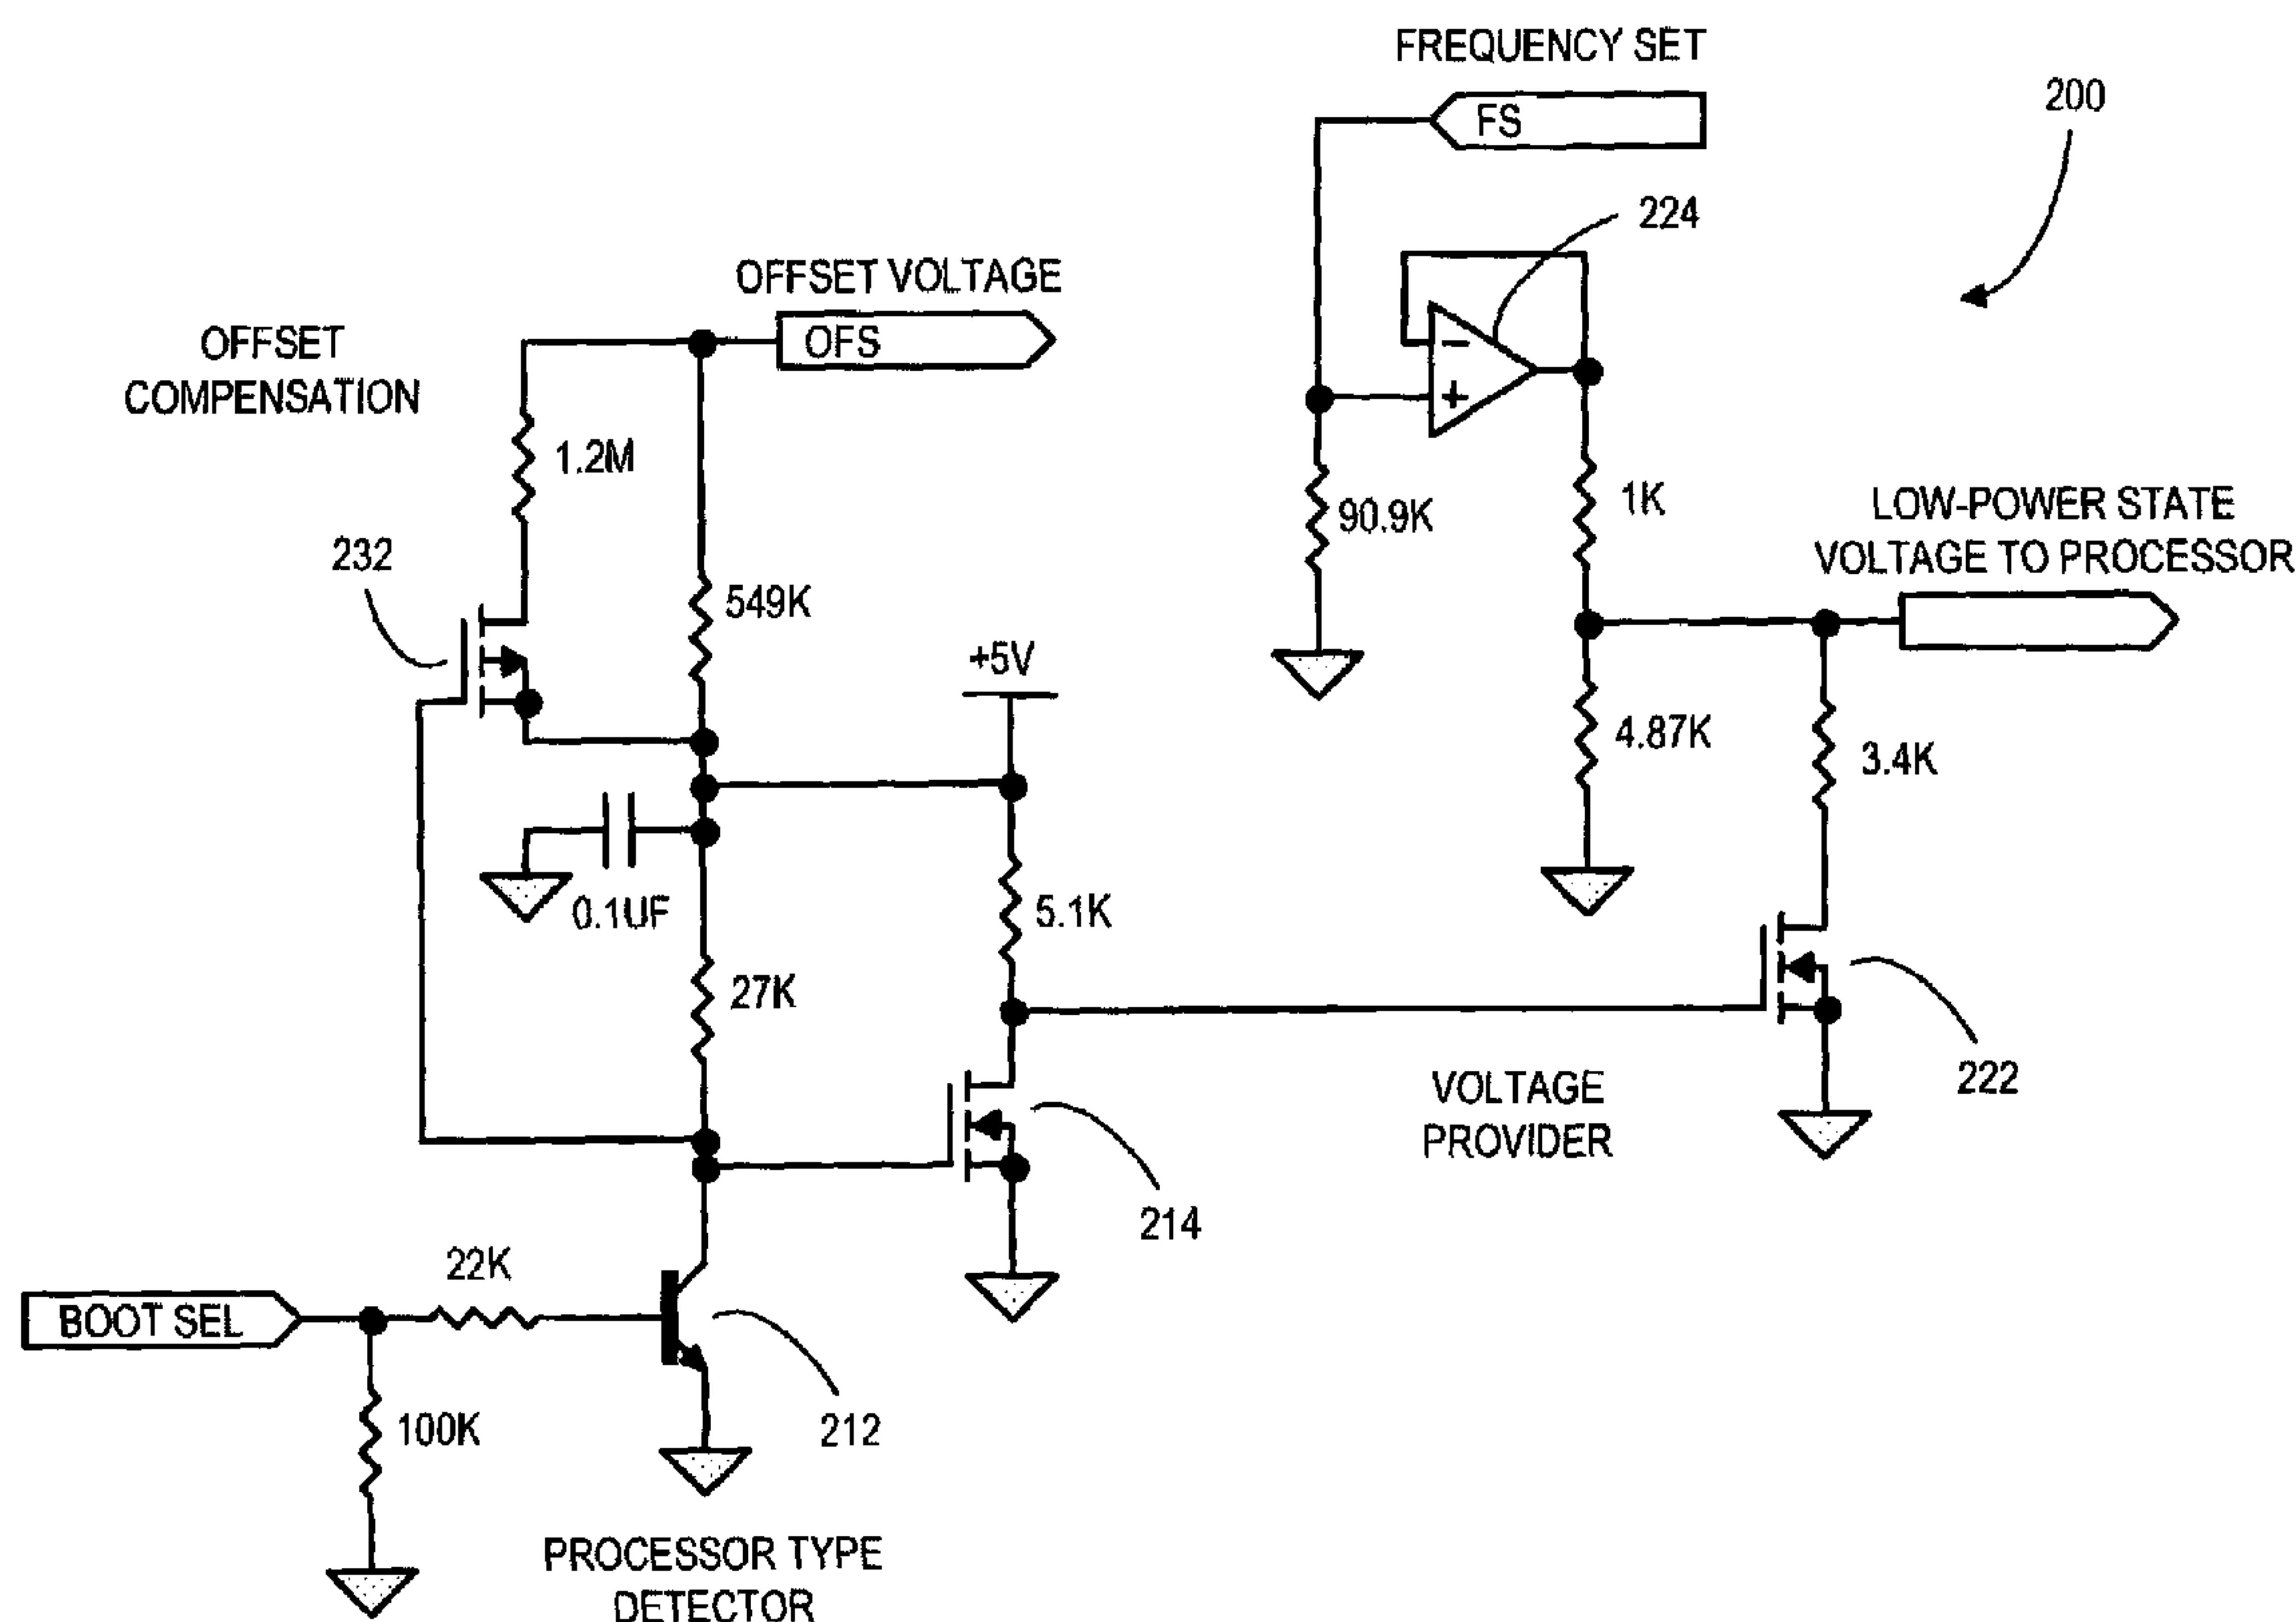 FREQUENCY SET
FS
200
224
OFFSET VOLTAGE
OFS
OFFSET
COMPENSATION
1.2M
90.9K
1K
LOW-POWER STATE
VOLTAGE TO PROCESSOR
232
549K
+5V
4.87K
3.4K
0.1UF
5.1K
27K
VOLTAGE
PROVIDER
222
214
22K
BOOT SEL
100K
212
PROCESSOR TYPE
DETECTOR